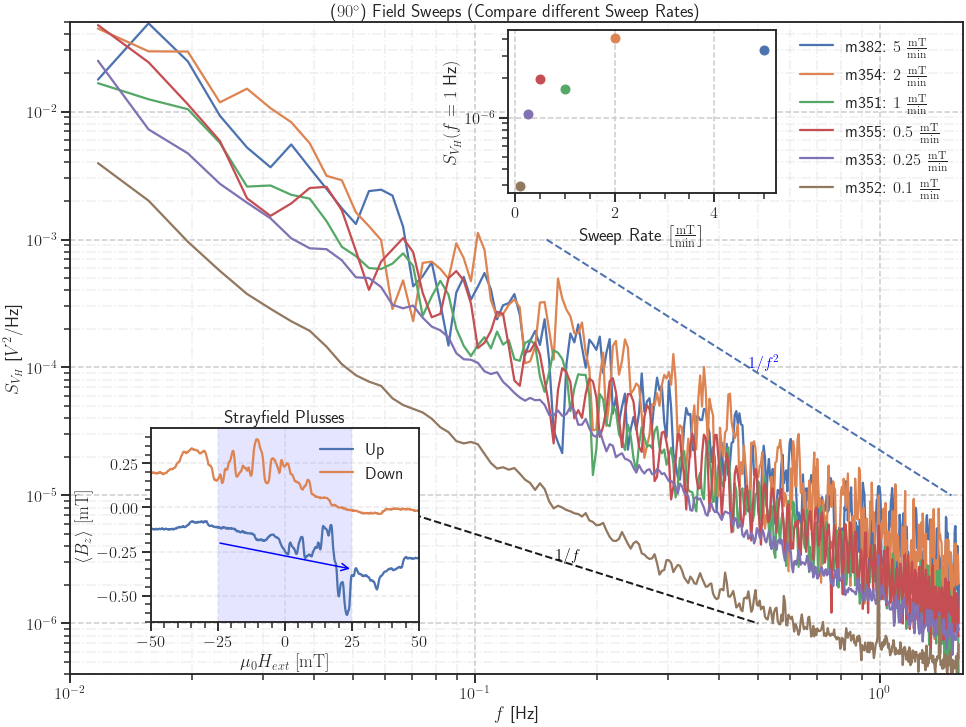 (90°) Field Sweeps (Compare different Sweep Rates)
S_{V_H} [V²/Hz]
10⁻²
10⁻³
10⁻⁴
10⁻⁵
10⁻⁶
10⁻²
10⁻¹
10⁰
f [Hz]
S_{V_H}(f = 1 Hz)
10⁻⁶
0
2
4
Sweep Rate [mT/min]
m382: 5 mT/min
m354: 2 mT/min
m351: 1 mT/min
m355: 0.5 mT/min
m353: 0.25 mT/min
m352: 0.1 mT/min
1/f²
1/f
Strayfield Plusses
Up
Down
⟨B_z⟩ [mT]
0.25
0.00
−0.25
−0.50
−50
−25
0
25
50
μ₀H_{ext} [mT]